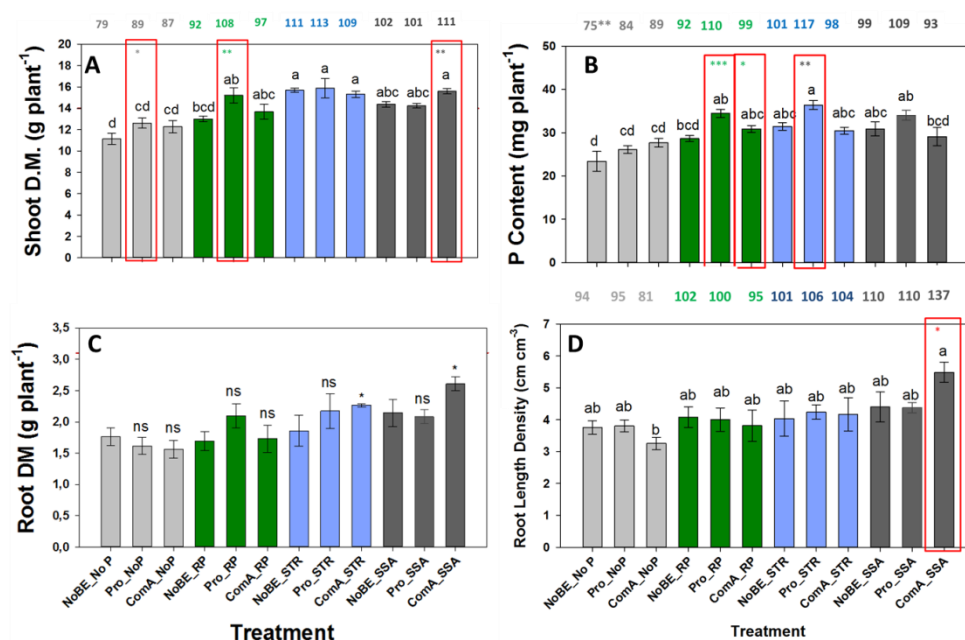 79 89 87 92 108 97 111 113 109 102 101 111
A
Shoot D.M. (g plant⁻¹)
20
18
16
14
12
10
8
6
4
2
0
* ** **
d cd cd bcd ab abc a a a abc abc a
75** 84 89 92 110 99 101 117 98 99 109 93
B
P Content (mg plant⁻¹)
50
40
30
20
10
0
*** * **
d cd cd bcd ab abc abc a abc abc ab bcd
C
Root DM (g plant⁻¹)
3,5
3,0
2,5
2,0
1,5
1,0
0,5
0,0
ns ns ns ns ns ns ns ns * ns ns *
NoBE_No P
Pro_NoP
ComA_NoP
NoBE_RP
Pro_RP
ComA_RP
NoBE_STR
Pro_STR
ComA_STR
NoBE_SSA
Pro_SSA
ComA_SSA
Treatment
94 95 81 102 100 95 101 106 104 110 110 137
D
Root Length Density (cm cm⁻³)
7
6
5
4
3
2
1
0
*
ab ab b ab ab ab ab ab ab ab ab a
NoBE_No P
Pro_NoP
ComA_NoP
NoBE_RP
Pro_RP
ComA_RP
NoBE_STR
Pro_STR
ComA_STR
NoBE_SSA
Pro_SSA
ComA_SSA
Treatment